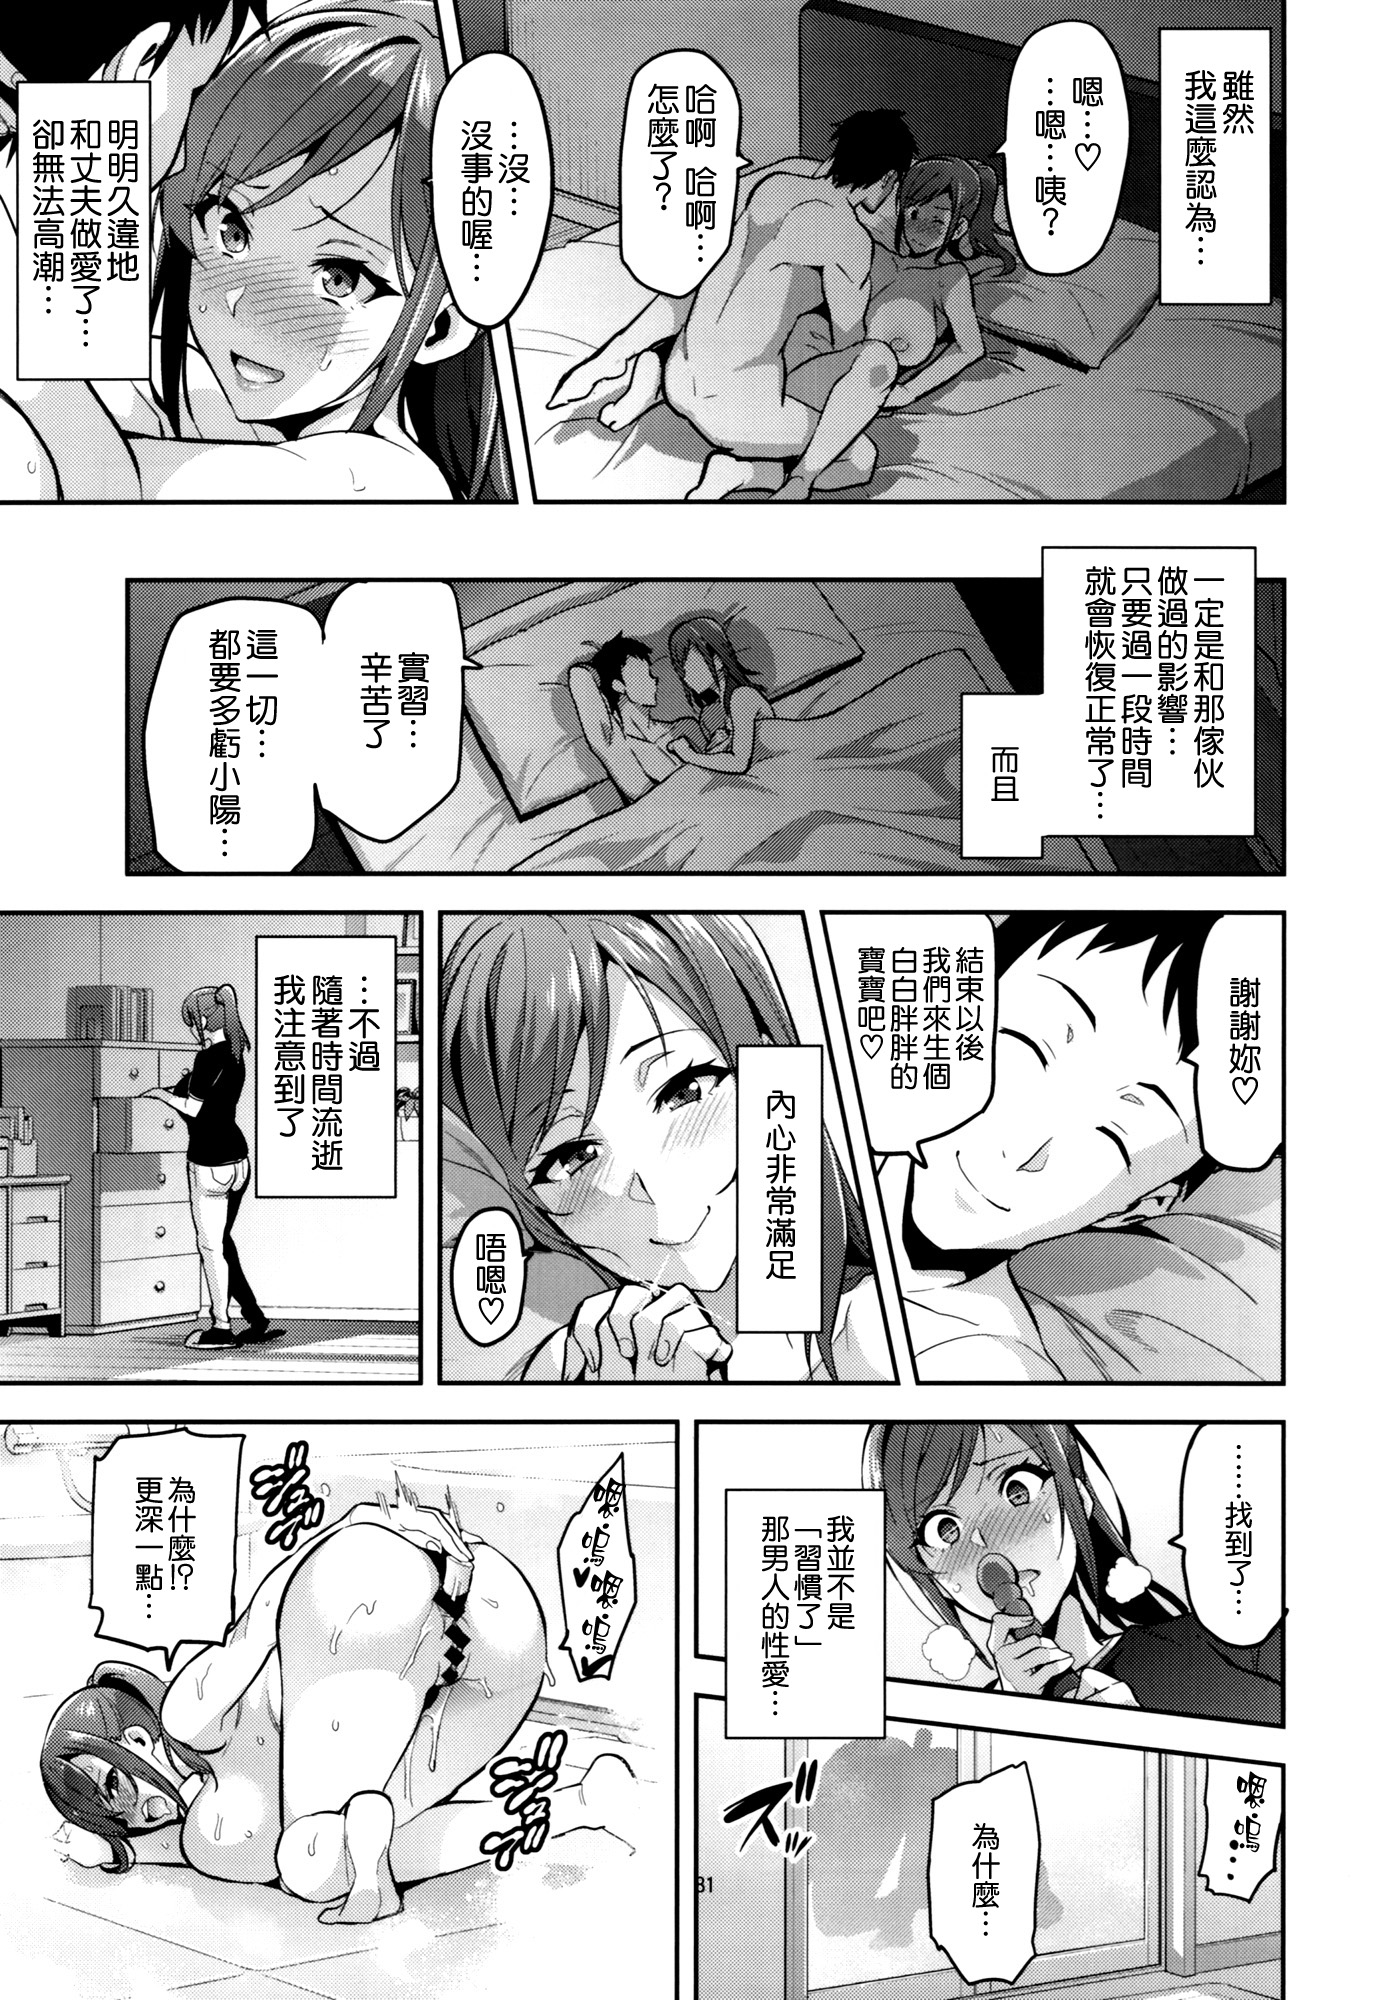 雖然
我這麼認為…
嗯…♡
…嗯…咦?
哈啊 哈啊…
怎麼了?
…沒…
沒事的喔…
明明久違地
和丈夫做愛了…
卻無法高潮…
一定是和那傢伙
做過的影響…
只要過一段時間
就會恢復正常了…
而且
實習…
辛苦了
這一切…
都要多虧小陽…
謝謝妳♡
結束以後
我們來生個
白白胖胖的
寶寶吧♡
內心非常滿足
唔嗯♡
…不過
隨著時間流逝
我注意到了
……找到了…
我並不是
「習慣了」
那男人的性愛…
嗯·嗚…
為什麼…
ズッ
嗯·嗚♥嗯·嗚♥
為什麼!?
更深一點…
81